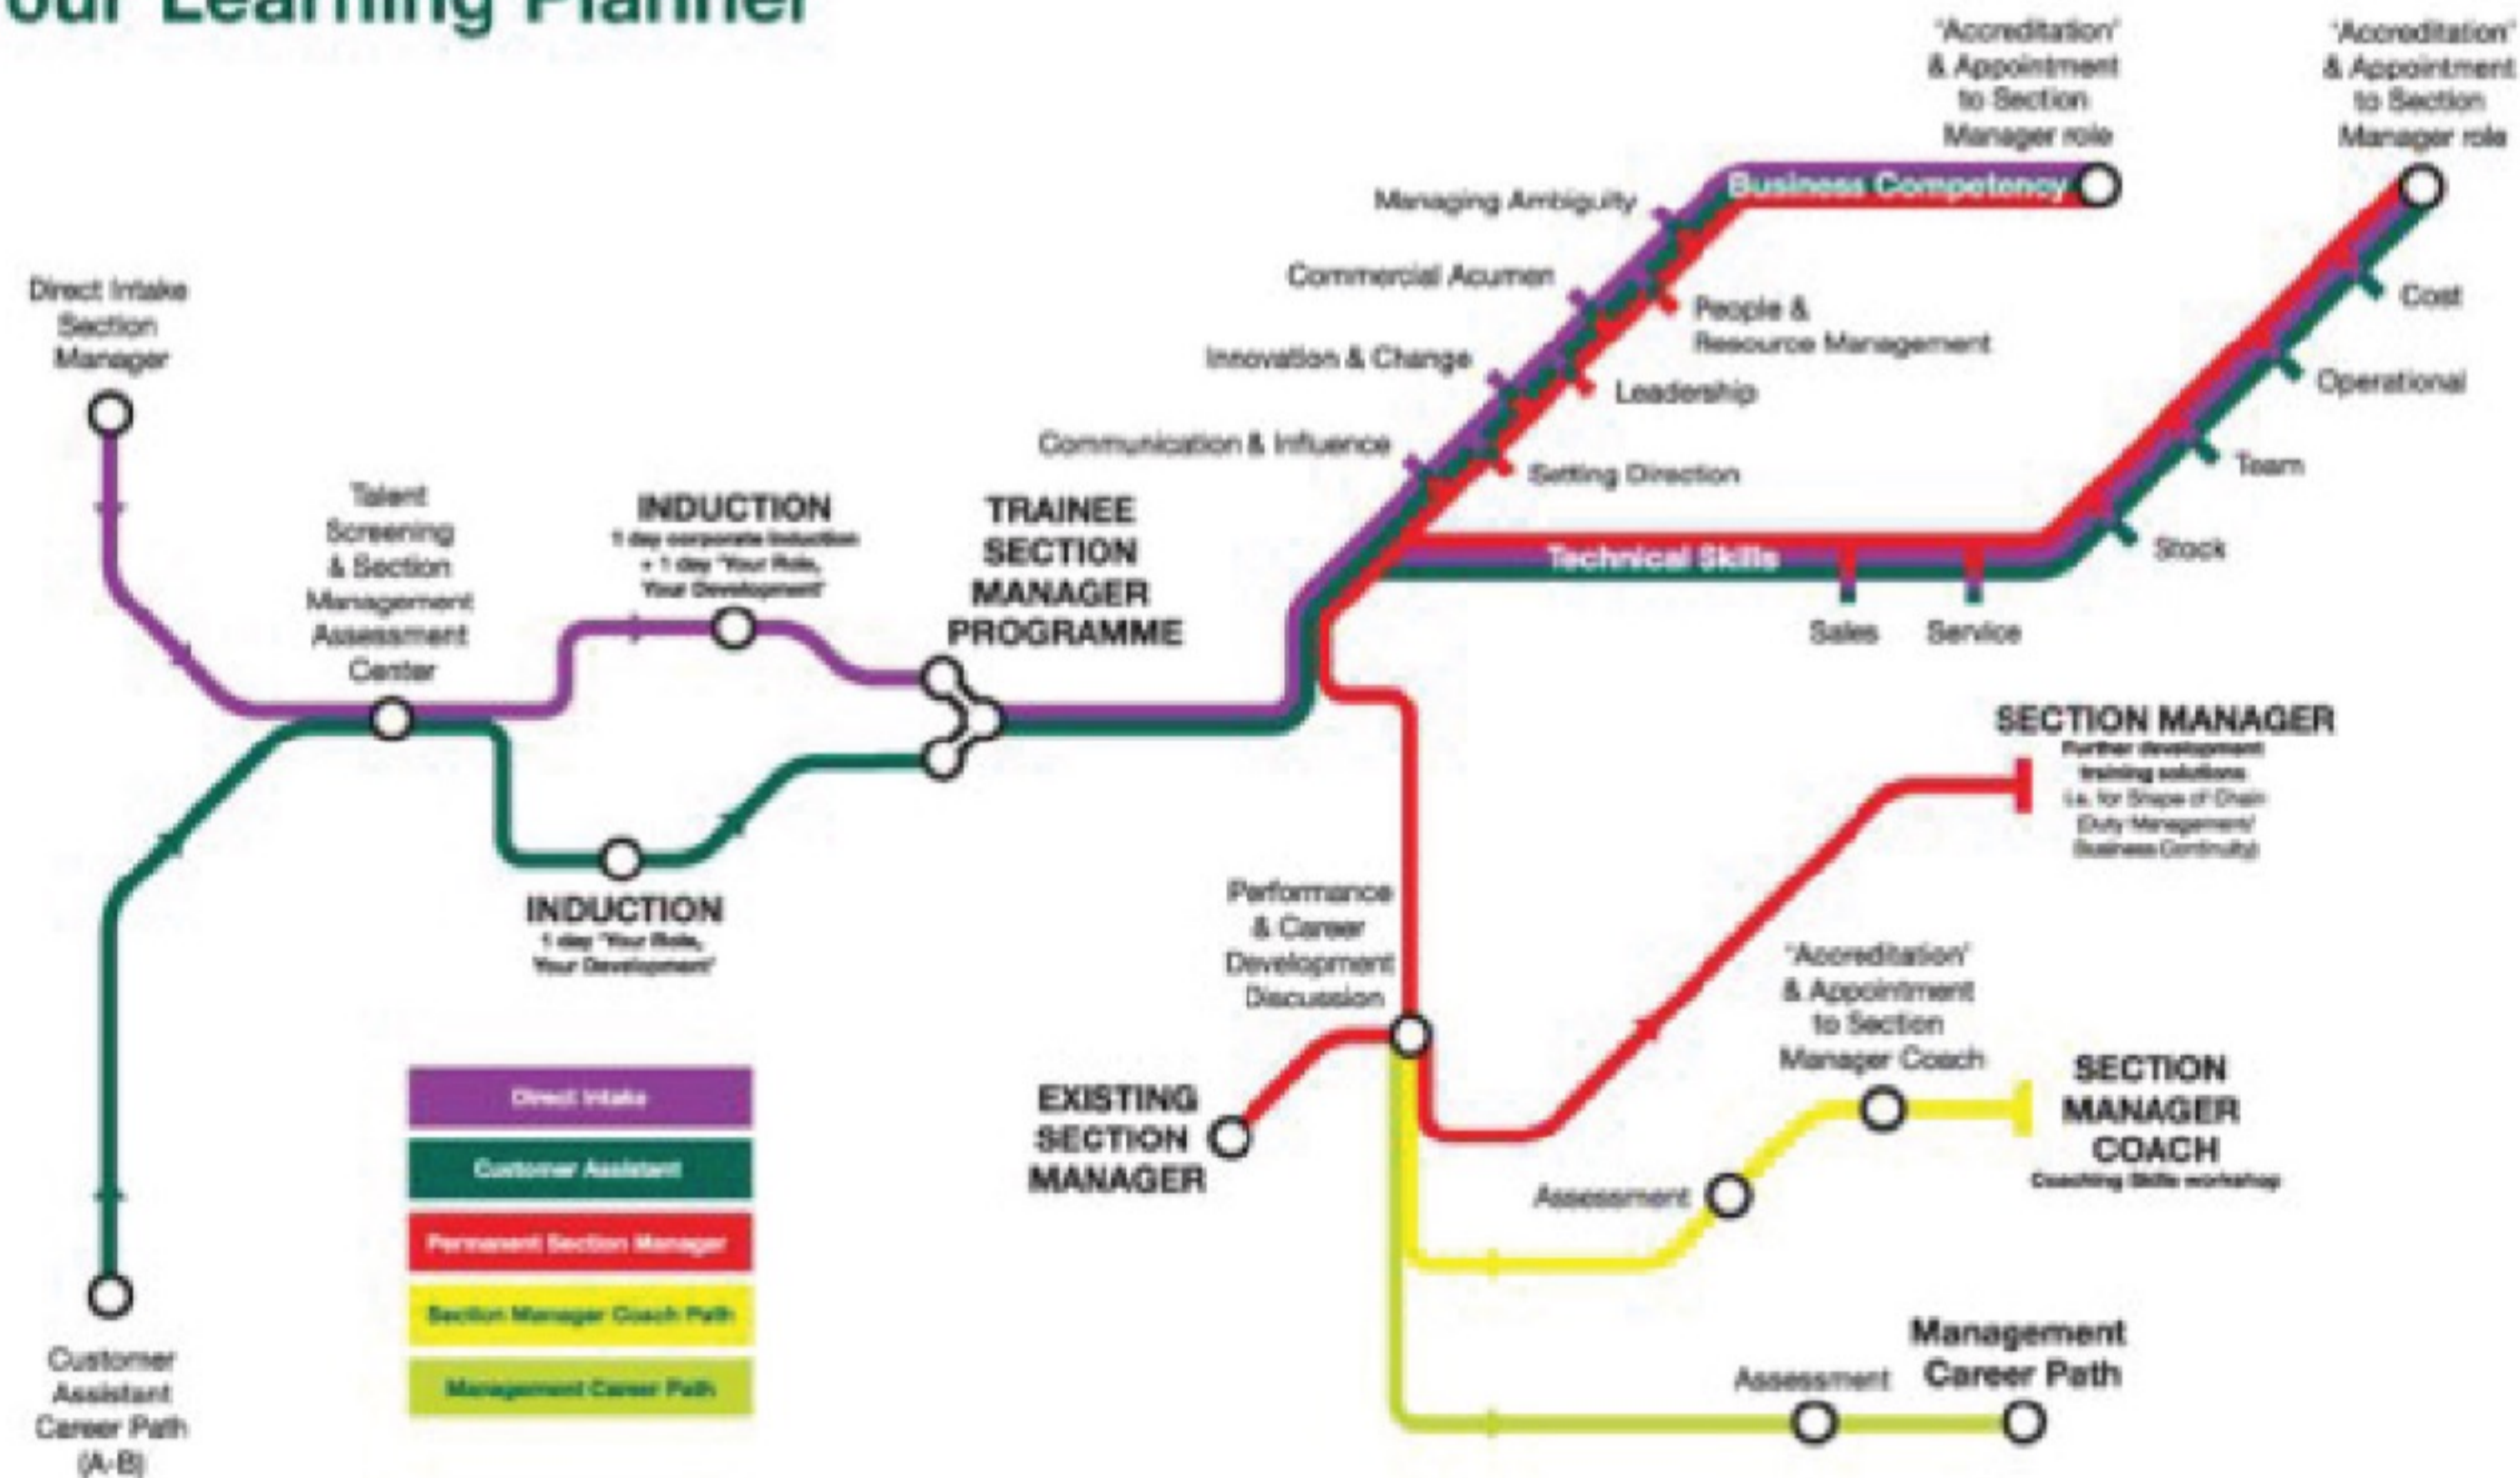 our Learning Planner
'Accreditation'
& Appointment
to Section
Manager role
'Accreditation'
& Appointment
to Section
Manager role
Business Competency
Managing Ambiguity
Commercial Acumen
Innovation & Change
Communication & Influence
People &
Resource Management
Leadership
Setting Direction
Cost
Operational
Team
Stock
Technical Skills
Sales
Service
Direct Intake
Section
Manager
Talent
Screening
& Section
Management
Assessment
Center
INDUCTION
1 day corporate induction
+ 1 day 'Your Role,
Your Development'
TRAINEE
SECTION
MANAGER
PROGRAMME
INDUCTION
1 day 'Your Role,
Your Development'
SECTION MANAGER
Further development
training solutions
i.e. for Shape of Chain
(Duty Management/
Business Continuity)
Performance
& Career
Development
Discussion
EXISTING
SECTION
MANAGER
'Accreditation'
& Appointment
to Section
Manager Coach
Assessment
SECTION
MANAGER
COACH
Coaching Skills workshop
Direct Intake
Customer Assistant
Permanent Section Manager
Section Manager Coach Path
Management Career Path
Assessment
Management
Career Path
Customer
Assistant
Career Path
(A-B)